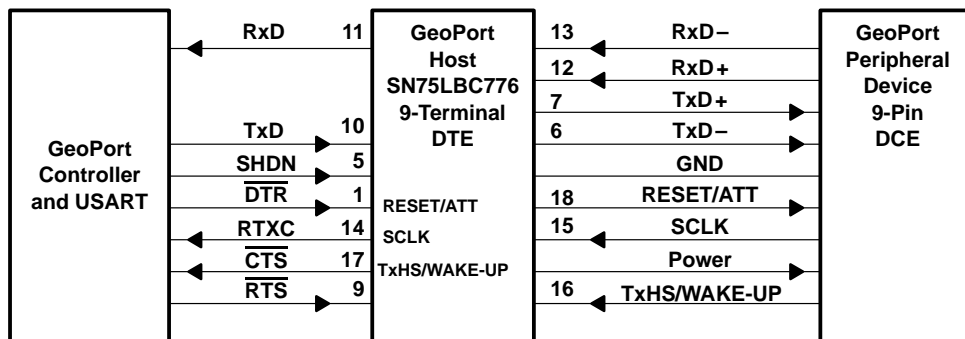 GeoPort
Controller
and USART
RxD 11
TxD 10
SHDN 5
DTR 1
RTXC 14
CTS 17
RTS 9
GeoPort
Host
SN75LBC776
9-Terminal
DTE
RESET/ATT
SCLK
TxHS/WAKE-UP
13 RxD–
12 RxD+
7 TxD+
6 TxD–
GND
18 RESET/ATT
15 SCLK
Power
16 TxHS/WAKE-UP
GeoPort
Peripheral
Device
9-Pin
DCE